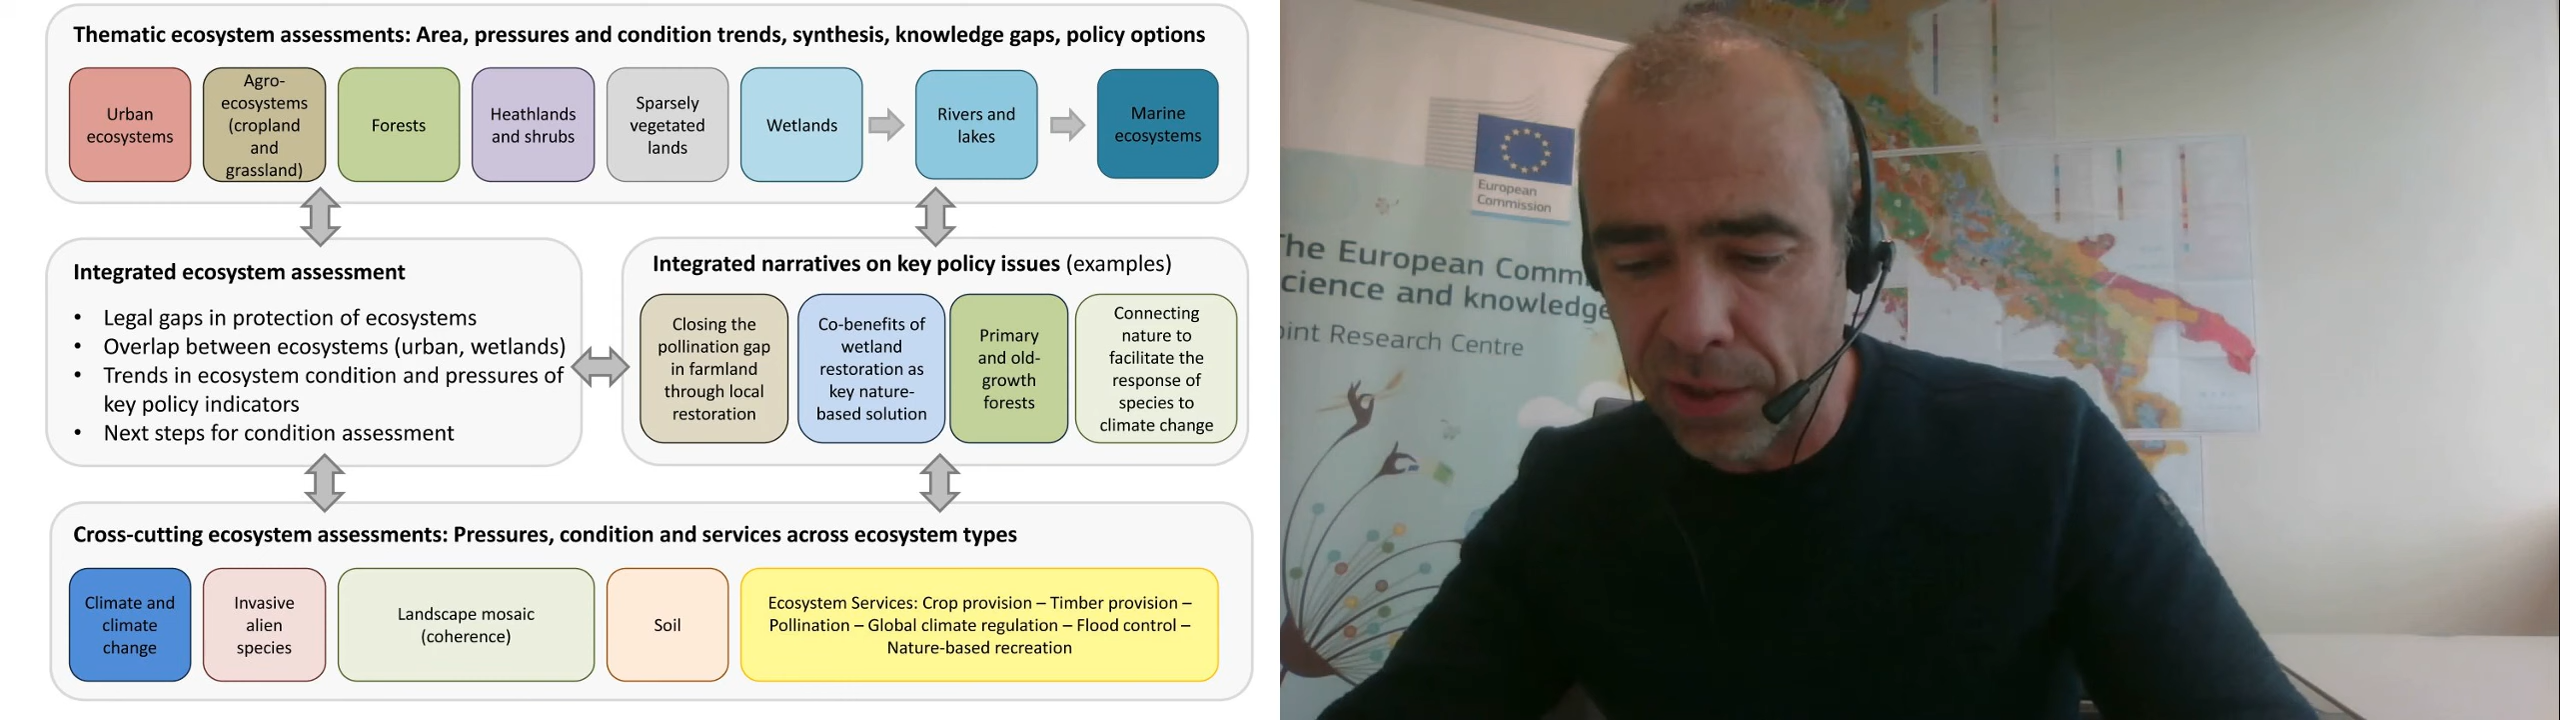 Thematic ecosystem assessments: Area, pressures and condition trends, synthesis, knowledge gaps, policy options
Urban
ecosystems
Agro-
ecosystems
(cropland
and
grassland)
Forests
Heathlands
and shrubs
Sparsely
vegetated
lands
Wetlands
Rivers and
lakes
Marine
ecosystems
Integrated ecosystem assessment
• Legal gaps in protection of ecosystems
• Overlap between ecosystems (urban, wetlands)
• Trends in ecosystem condition and pressures of
key policy indicators
• Next steps for condition assessment
Integrated narratives on key policy issues (examples)
Closing the
pollination gap
in farmland
through local
restoration
Co-benefits of
wetland
restoration as
key nature-
based solution
Primary
and old-
growth
forests
Connecting
nature to
facilitate the
response of
species to
climate change
Cross-cutting ecosystem assessments: Pressures, condition and services across ecosystem types
Climate and
climate
change
Invasive
alien
species
Landscape mosaic
(coherence)
Soil
Ecosystem Services: Crop provision – Timber provision –
Pollination – Global climate regulation – Flood control –
Nature-based recreation
European
Commission
The European Comm
cience and knowledge
oint Research Centre